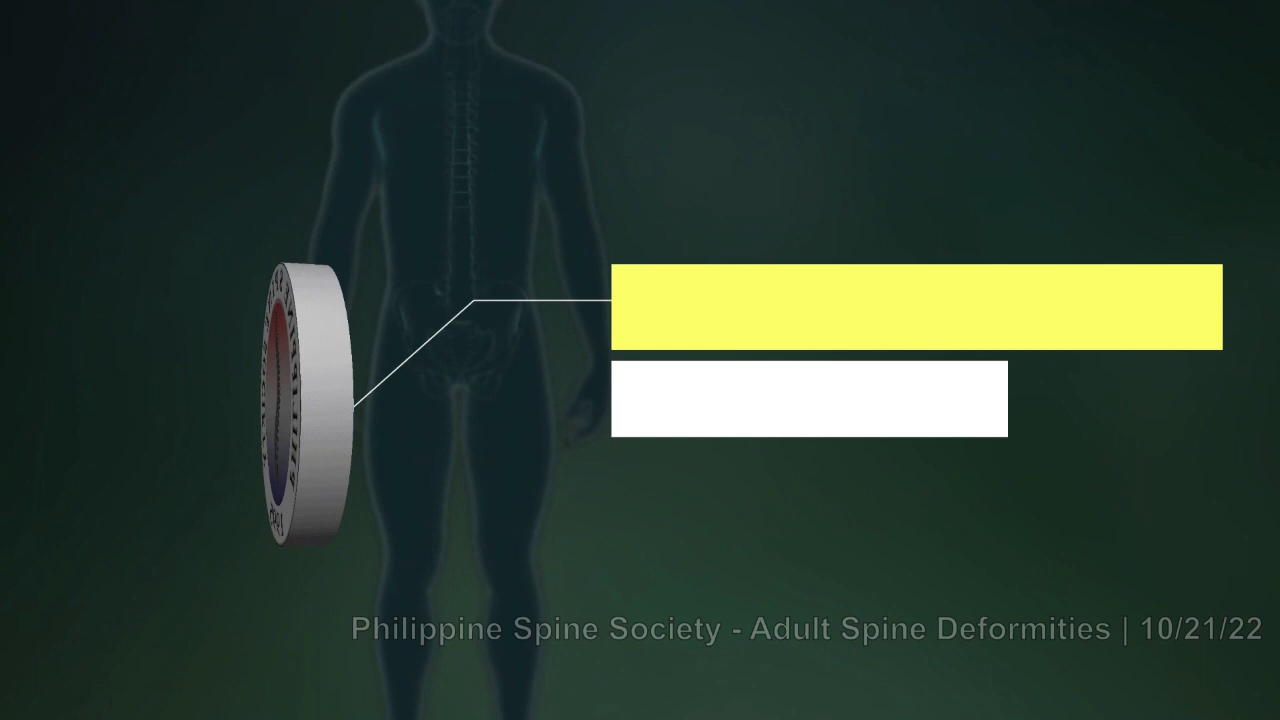 Philippine Spine Society - Adult Spine Deformities | 10/21/22